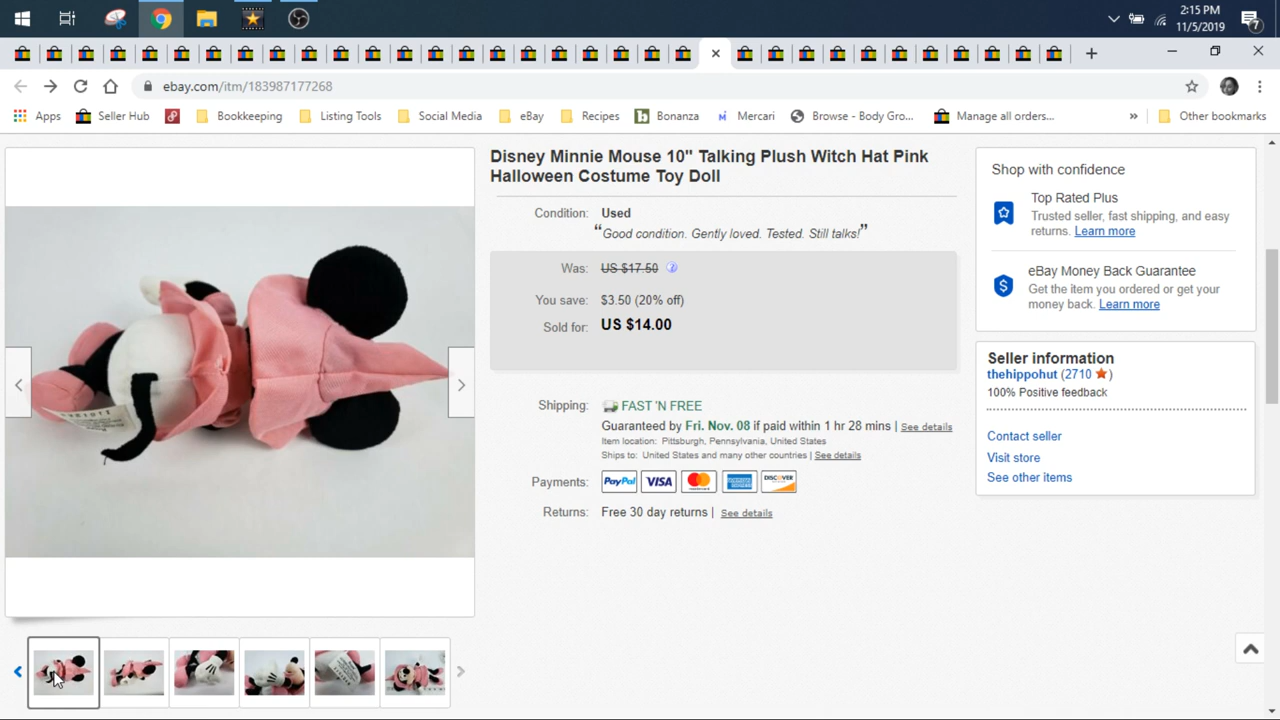 2:15 PM
11/5/2019
7
ebay.com/itm/183987177268
Apps
Seller Hub
Bookkeeping
Listing Tools
Social Media
eBay
Recipes
b
Bonanza
Mercari
Browse - Body Gro...
Manage all orders...
»
Other bookmarks
Disney Minnie Mouse 10" Talking Plush Witch Hat Pink
Halloween Costume Toy Doll
Condition: Used
“Good condition. Gently loved. Tested. Still talks!”
Was: US $17.50
You save: $3.50 (20% off)
Sold for: US $14.00
Shipping: FAST 'N FREE
Guaranteed by Fri. Nov. 08 if paid within 1 hr 28 mins | See details
Item location: Pittsburgh, Pennsylvania, United States
Ships to: United States and many other countries | See details
Payments: PayPal VISA MasterCard DISCOVER
Returns: Free 30 day returns | See details
Shop with confidence
Top Rated Plus
Trusted seller, fast shipping, and easy
returns. Learn more
eBay Money Back Guarantee
Get the item you ordered or get your
money back. Learn more
Seller information
thehippohut (2710 )
100% Positive feedback
Contact seller
Visit store
See other items